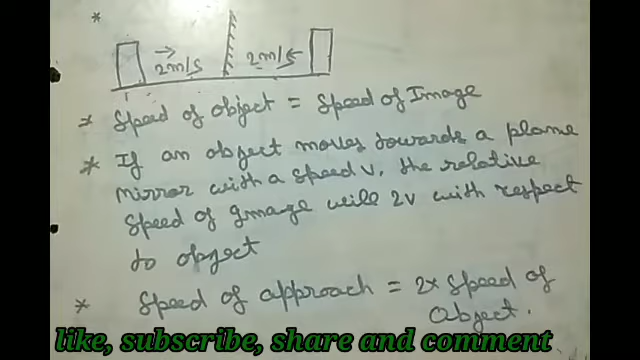 *
2m/s 2m/s
* Speed of object = Speed of Image
* If an object moves towards a plane
mirror with a speed v, the relative
Speed of gmage will 2v with respect
to object
* Speed of approach = 2x Speed of
Object.
like, subscribe, share and comment